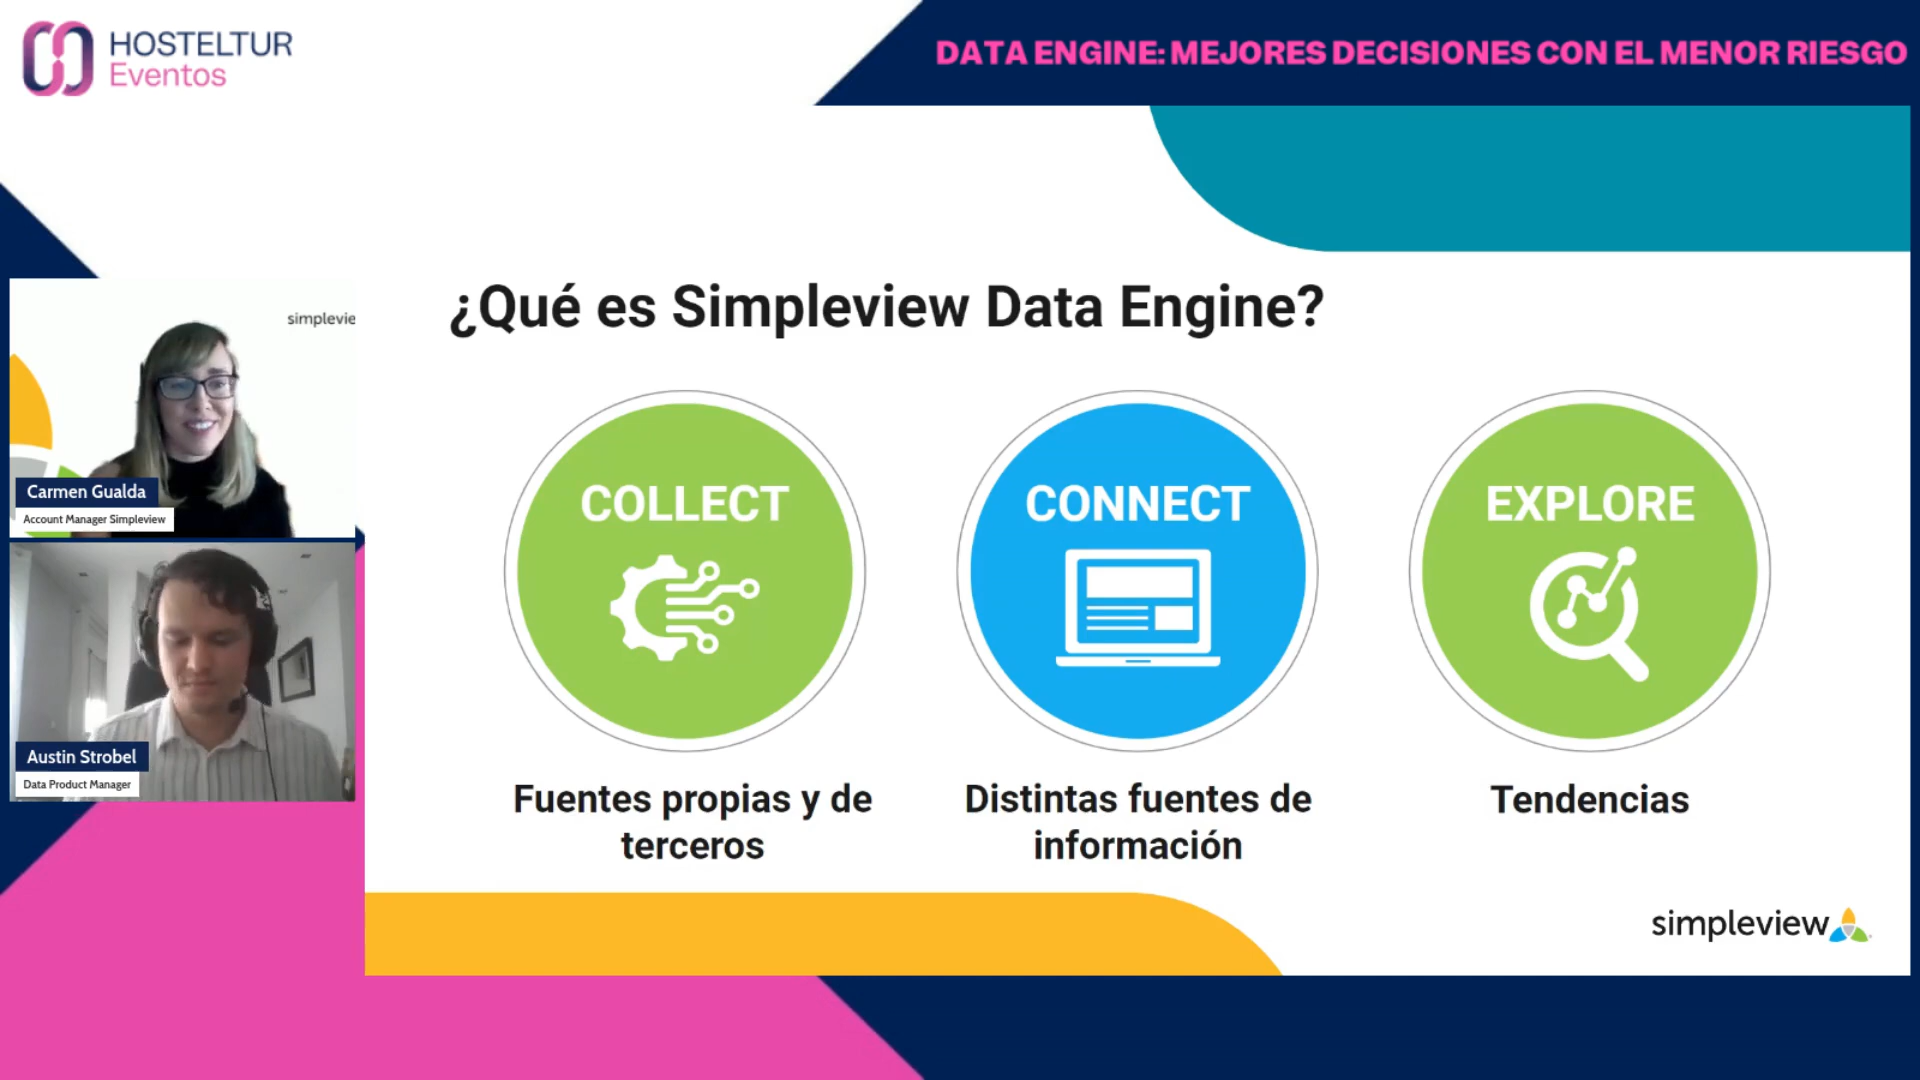 HOSTELTUR
Eventos
DATA ENGINE: MEJORES DECISIONES CON EL MENOR RIESGO
simplevie
Carmen Gualda
Account Manager Simpleview
Austin Strobel
Data Product Manager
¿Qué es Simpleview Data Engine?
COLLECT
Fuentes propias y de
terceros
CONNECT
Distintas fuentes de
información
EXPLORE
Tendencias
simpleview